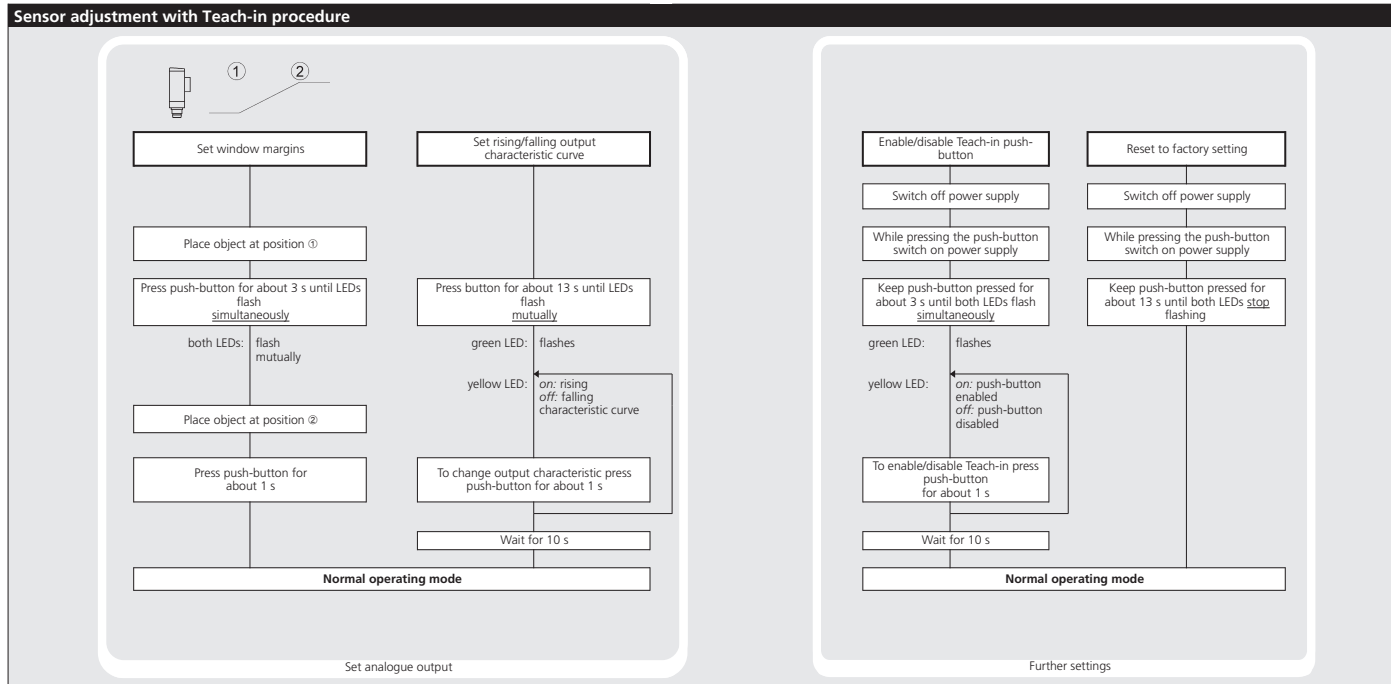 Sensor adjustment with Teach-in procedure
① ②
Set window margins
Place object at position ①
Press push-button for about 3 s until LEDs
flash
simultaneously
both LEDs: flash
mutually
Place object at position ②
Press push-button for
about 1 s
Set rising/falling output
characteristic curve
Press button for about 13 s until LEDs
flash
mutually
green LED: flashes
yellow LED: on: rising
off: falling
characteristic curve
To change output characteristic press
push-button for about 1 s
Wait for 10 s
Normal operating mode
Set analogue output
Enable/disable Teach-in push-
button
Switch off power supply
While pressing the push-button
switch on power supply
Keep push-button pressed for
about 3 s until both LEDs flash
simultaneously
green LED: flashes
yellow LED: on: push-button
enabled
off: push-button
disabled
To enable/disable Teach-in press
push-button
for about 1 s
Wait for 10 s
Reset to factory setting
Switch off power supply
While pressing the push-button
switch on power supply
Keep push-button pressed for
about 13 s until both LEDs stop
flashing
Normal operating mode
Further settings